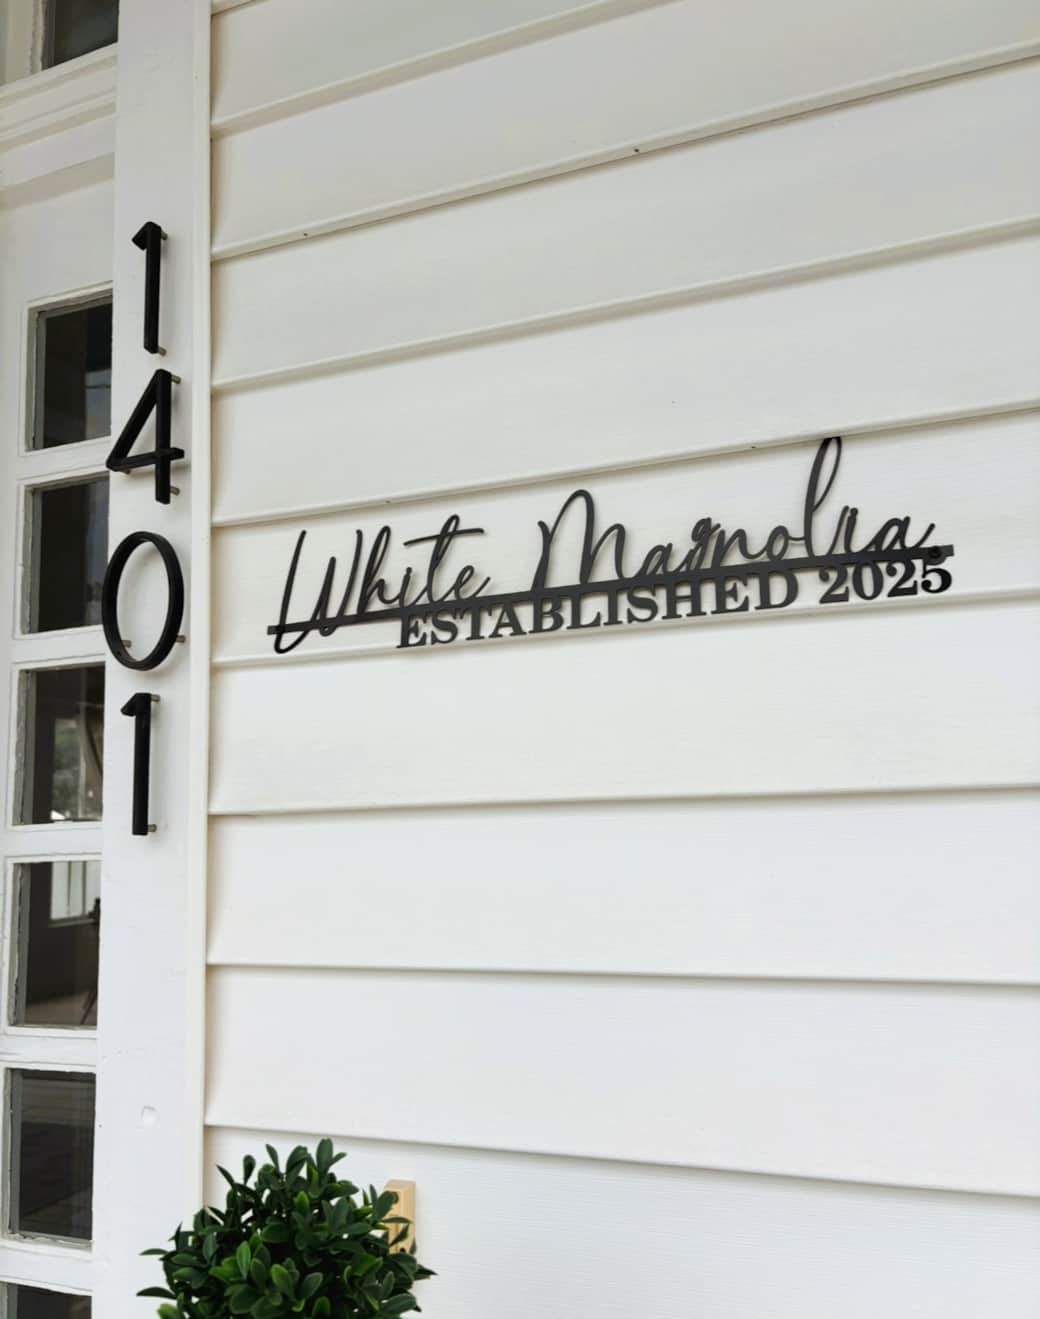 1401
White Magnolia
ESTABLISHED 2025